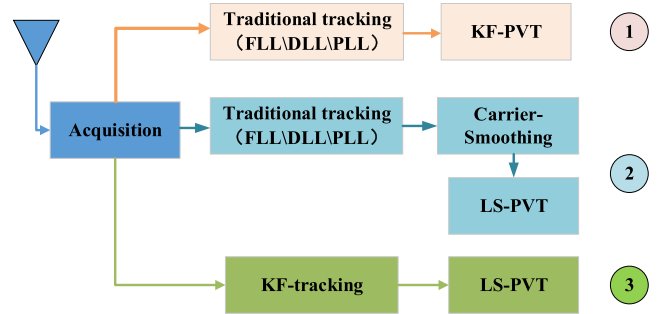 Traditional tracking
（FLL\DLL\PLL）
KF-PVT
1
Acquisition
Traditional tracking
（FLL\DLL\PLL）
Carrier-
Smoothing
LS-PVT
2
KF-tracking
LS-PVT
3